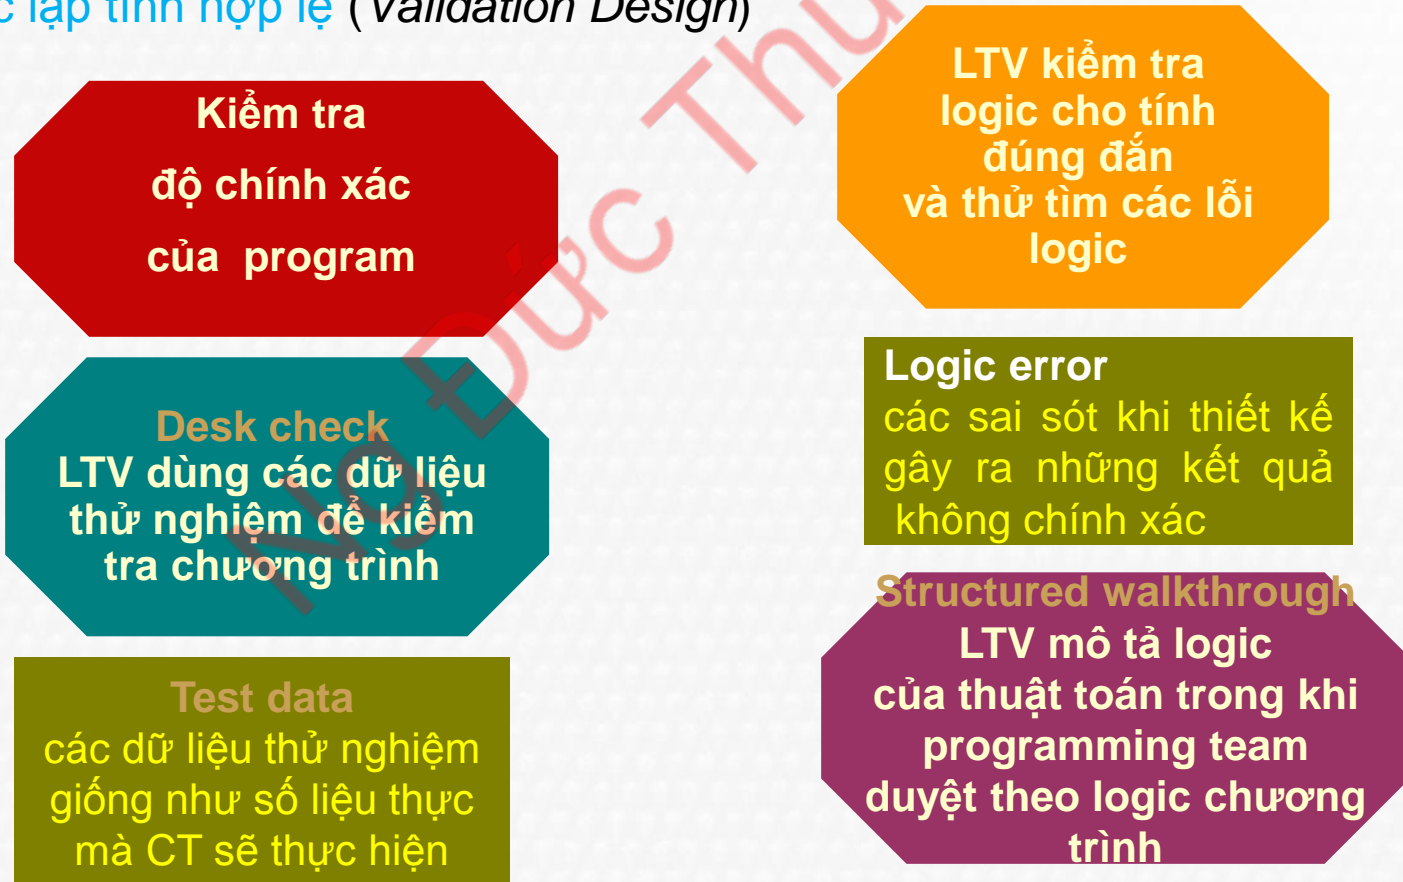 lập tính hợp lệ (Validation Design)
Kiểm tra
độ chính xác
của program
LTV kiểm tra
logic cho tính
đúng đắn
và thử tìm các lỗi
logic
Desk check
LTV dùng các dữ liệu
thử nghiệm để kiểm
tra chương trình
Logic error
các sai sót khi thiết kế
gây ra những kết quả
không chính xác
Test data
các dữ liệu thử nghiệm
giống như số liệu thực
mà CT sẽ thực hiện
Structured walkthrough
LTV mô tả logic
của thuật toán trong khi
programming team
duyệt theo logic chương
trình
Ng Đức Thu